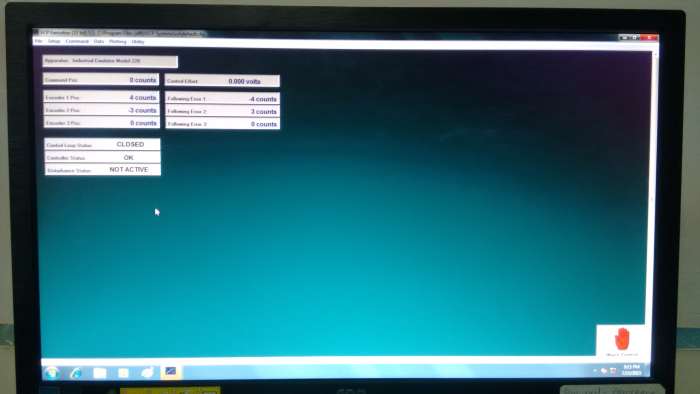 ECP Executive
File Setup Command Data Plotting Utility
Apparatus: Industrial Emulator Model 220
Command Pos: 0 counts Control Effort: 0.000 volts
Encoder 1 Pos: 4 counts Following Error 1: -4 counts
Encoder 2 Pos: -3 counts Following Error 2: 3 counts
Encoder 3 Pos: 0 counts Following Error 3: 0 counts
Control Loop Status: CLOSED
Controller Status: OK
Disturbance Status: NOT ACTIVE
Abort Control
9:13 PM